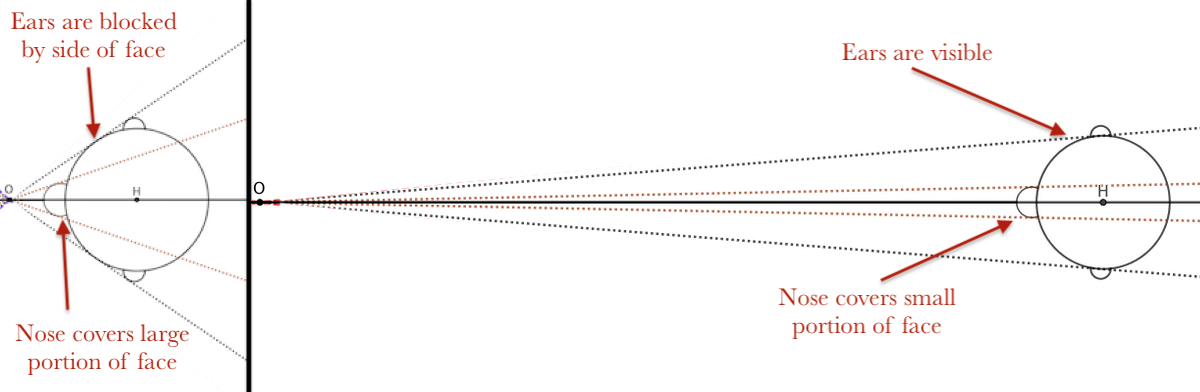 Ears are blocked
by side of face
O
H
Nose covers large
portion of face
Ears are visible
O
H
Nose covers small
portion of face